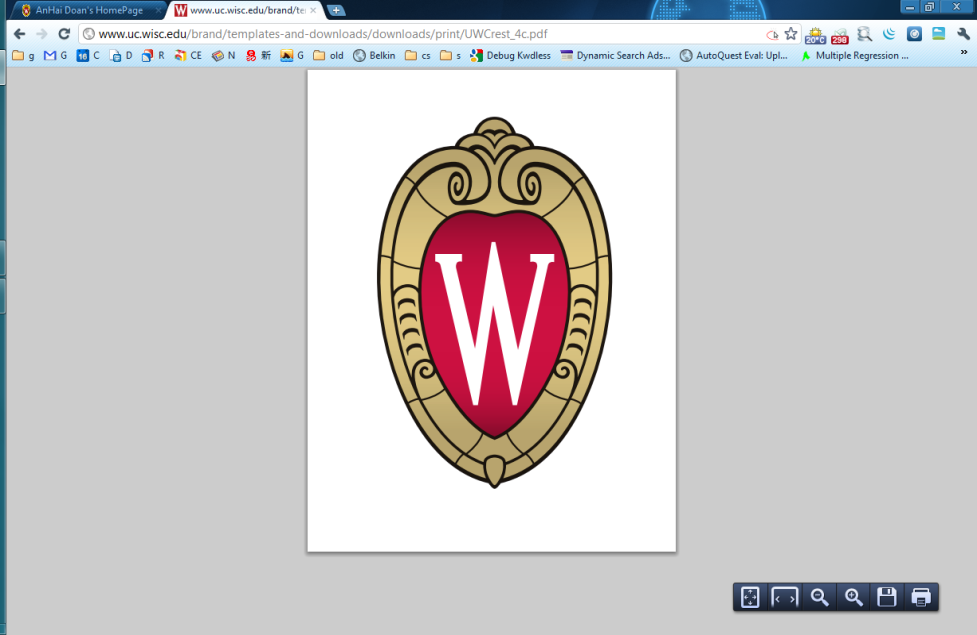 AnHai Doan's HomePage
www.uc.wisc.edu/brand/te
www.uc.wisc.edu/brand/templates-and-downloads/downloads/print/UWCrest_4c.pdf
20°C
298
g
G
18
C
D
R
CE
N
易
新
G
old
Belkin
cs
s
Debug Kwdless
Dynamic Search Ads...
AutoQuest Eval: Upl...
Multiple Regression ...
»
W